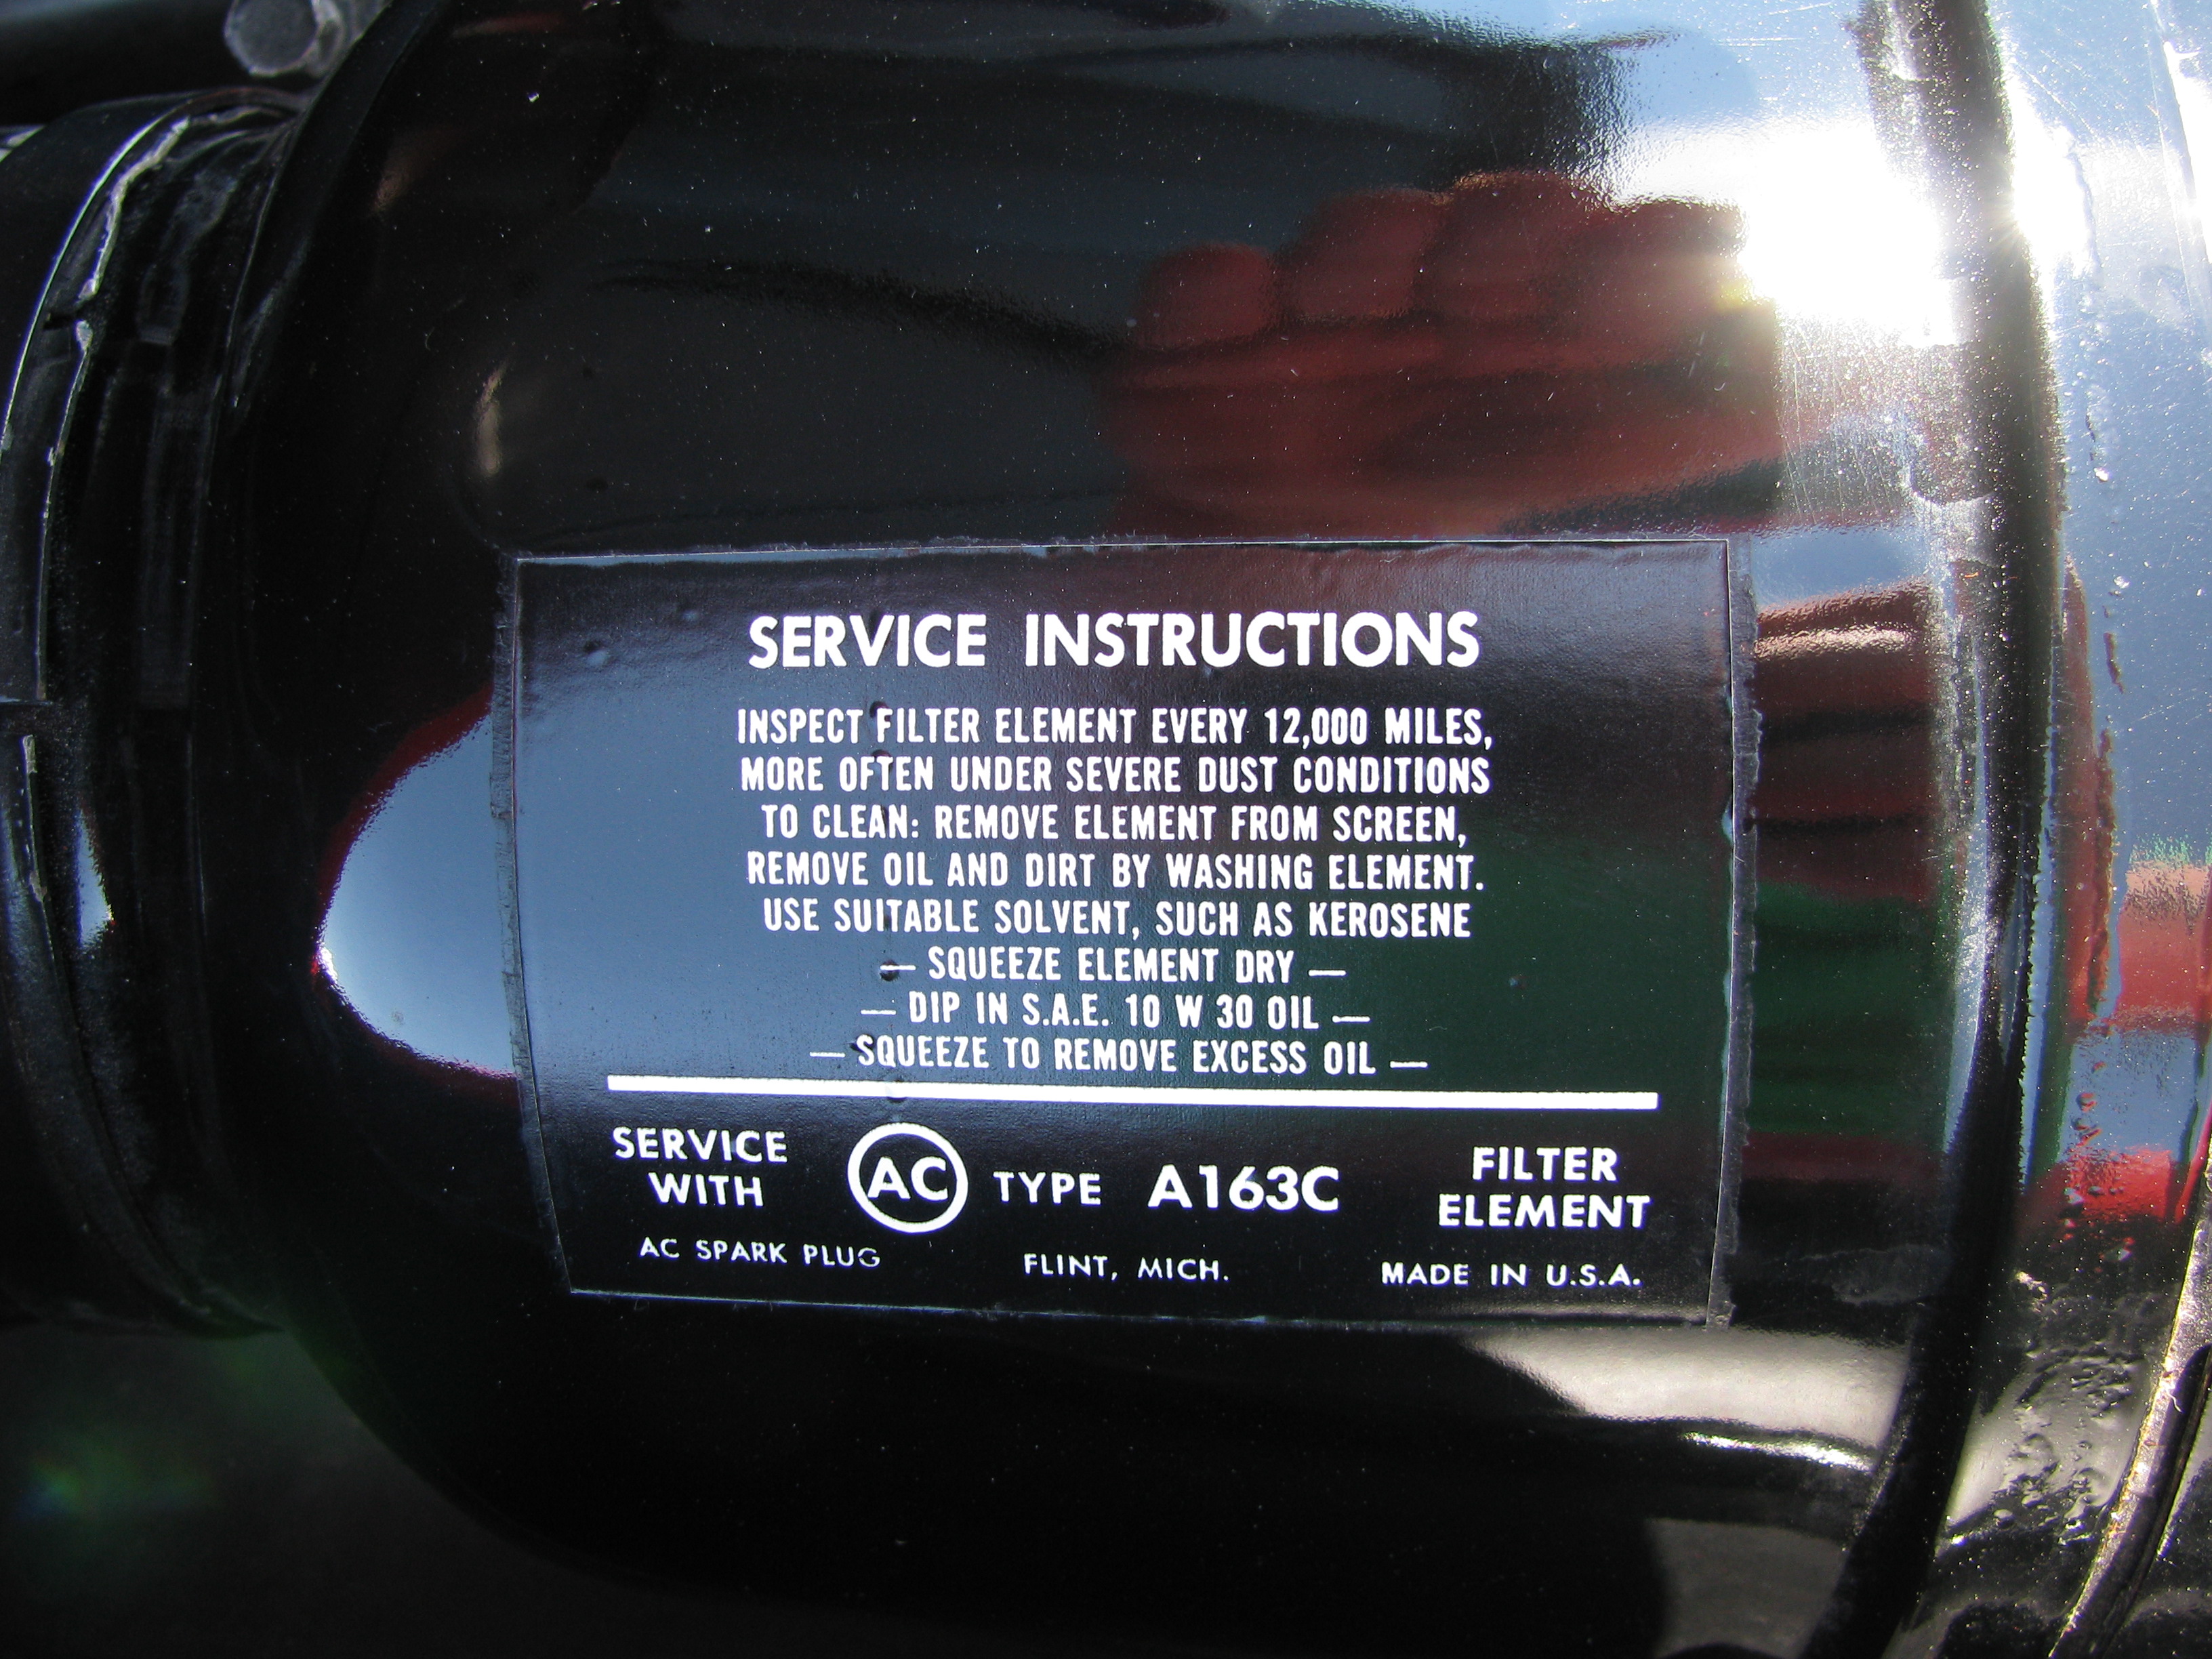 SERVICE INSTRUCTIONS
INSPECT FILTER ELEMENT EVERY 12,000 MILES,
MORE OFTEN UNDER SEVERE DUST CONDITIONS
TO CLEAN: REMOVE ELEMENT FROM SCREEN,
REMOVE OIL AND DIRT BY WASHING ELEMENT.
USE SUITABLE SOLVENT, SUCH AS KEROSENE
— SQUEEZE ELEMENT DRY —
— DIP IN S.A.E. 10 W 30 OIL —
— SQUEEZE TO REMOVE EXCESS OIL —
SERVICE
WITH
AC TYPE A163C
FILTER
ELEMENT
AC SPARK PLUG FLINT, MICH. MADE IN U.S.A.